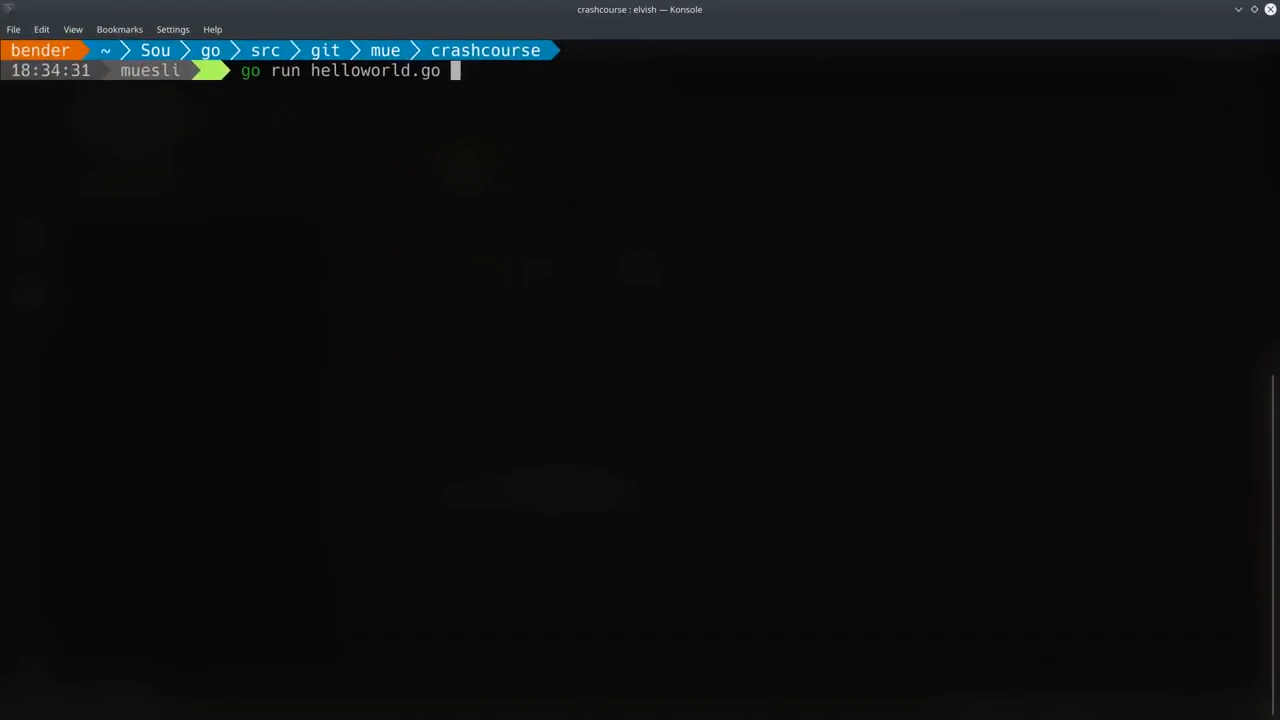 crashcourse : elvish — Konsole
File Edit View Bookmarks Settings Help
bender ~ Sou go src git mue crashcourse
18:34:31 muesli go run helloworld.go